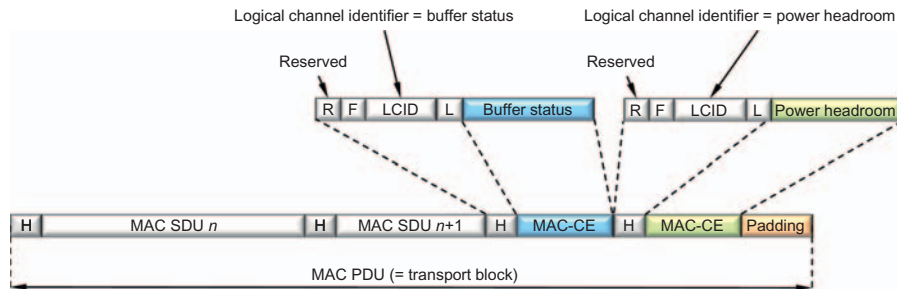 Logical channel identifier = buffer status
Logical channel identifier = power headroom
Reserved
Reserved
R F LCID L Buffer status
R F LCID L Power headroom
H MAC SDU n H MAC SDU n+1 H MAC-CE H MAC-CE Padding
MAC PDU (= transport block)